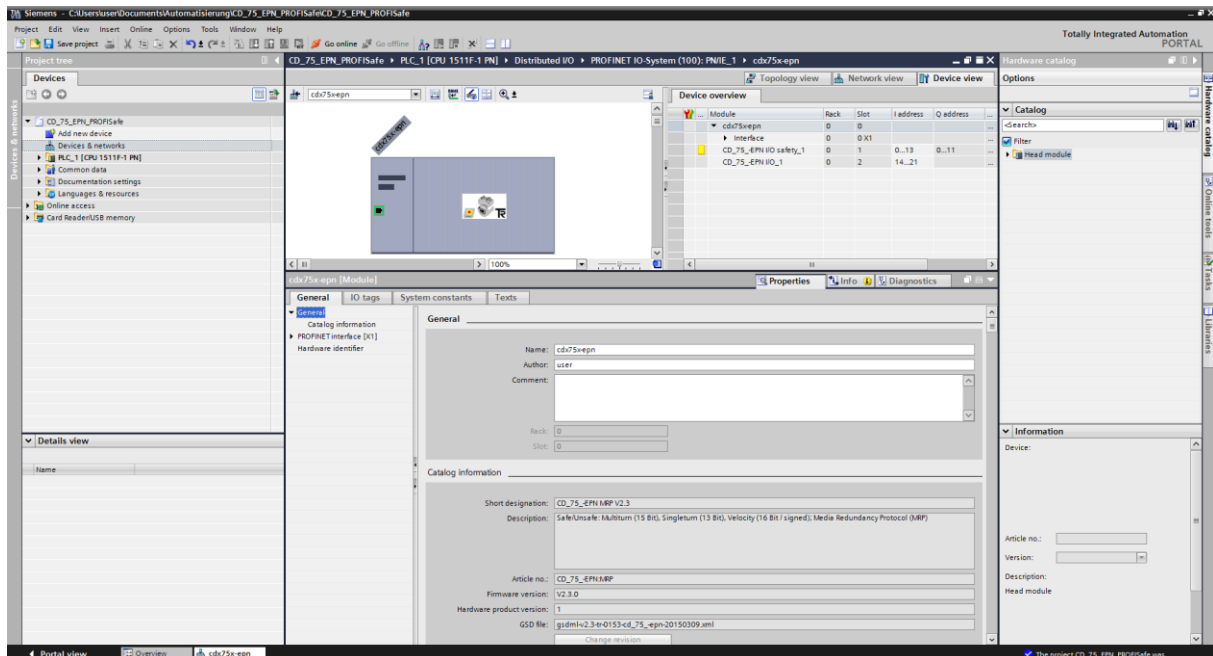 Siemens - C:\Users\user\Documents\Automatisierung\CD_75_EPN_PROFISafe\CD_75_EPN_PROFISafe
Project Edit View Insert Online Options Tools Window Help
Save project Go online Go offline
Totally Integrated Automation
PORTAL
Project tree
Devices
CD_75_EPN_PROFISafe
Add new device
Devices & networks
PLC_1 [CPU 1511F-1 PN]
Common data
Documentation settings
Languages & resources
Online access
Card Reader/USB memory
Details view
Name
Devices & networks
CD_75_EPN_PROFISafe PLC_1 [CPU 1511F-1 PN] Distributed I/O PROFINET IO-System (100): PN/IE_1 cdx75x-epn
Topology view Network view Device view
cdx75x-epn
cdx75x-epn
TR
100%
Device overview
... Module Rack Slot I address Q address ...
cdx75x-epn 0 0
Interface 0 0 X1
CD_75_-EPN I/O safety_1 0 1 0...13 0...11
CD_75_-EPN I/O_1 0 2 14...21
cdx75x-epn [Module]
Properties Info Diagnostics
General IO tags System constants Texts
General
Catalog information
PROFINET interface [X1]
Hardware identifier
General
Name: cdx75x-epn
Author: user
Comment:
Rack: 0
Slot: 0
Catalog information
Short designation: CD_75_-EPN MRP V2.3
Description: Safe/Unsafe: Multiturn (15 Bit), Singleturn (13 Bit), Velocity (16 Bit / signed); Media Redundancy Protocol (MRP)
Article no.: CD_75_-EPN:MRP
Firmware version: V2.3.0
Hardware product version: 1
GSD file: gsdml-v2.3-tr-0153-cd_75_-epn-20150309.xml
Change revision
Hardware catalog
Options
Catalog
<Search>
Filter
Head module
Information
Device:
Article no.:
Version:
Description:
Head module
Hardware catalog
Online tools
Tasks
Libraries
Portal view Overview cdx75x-epn
The project CD_75_EPN_PROFISafe was